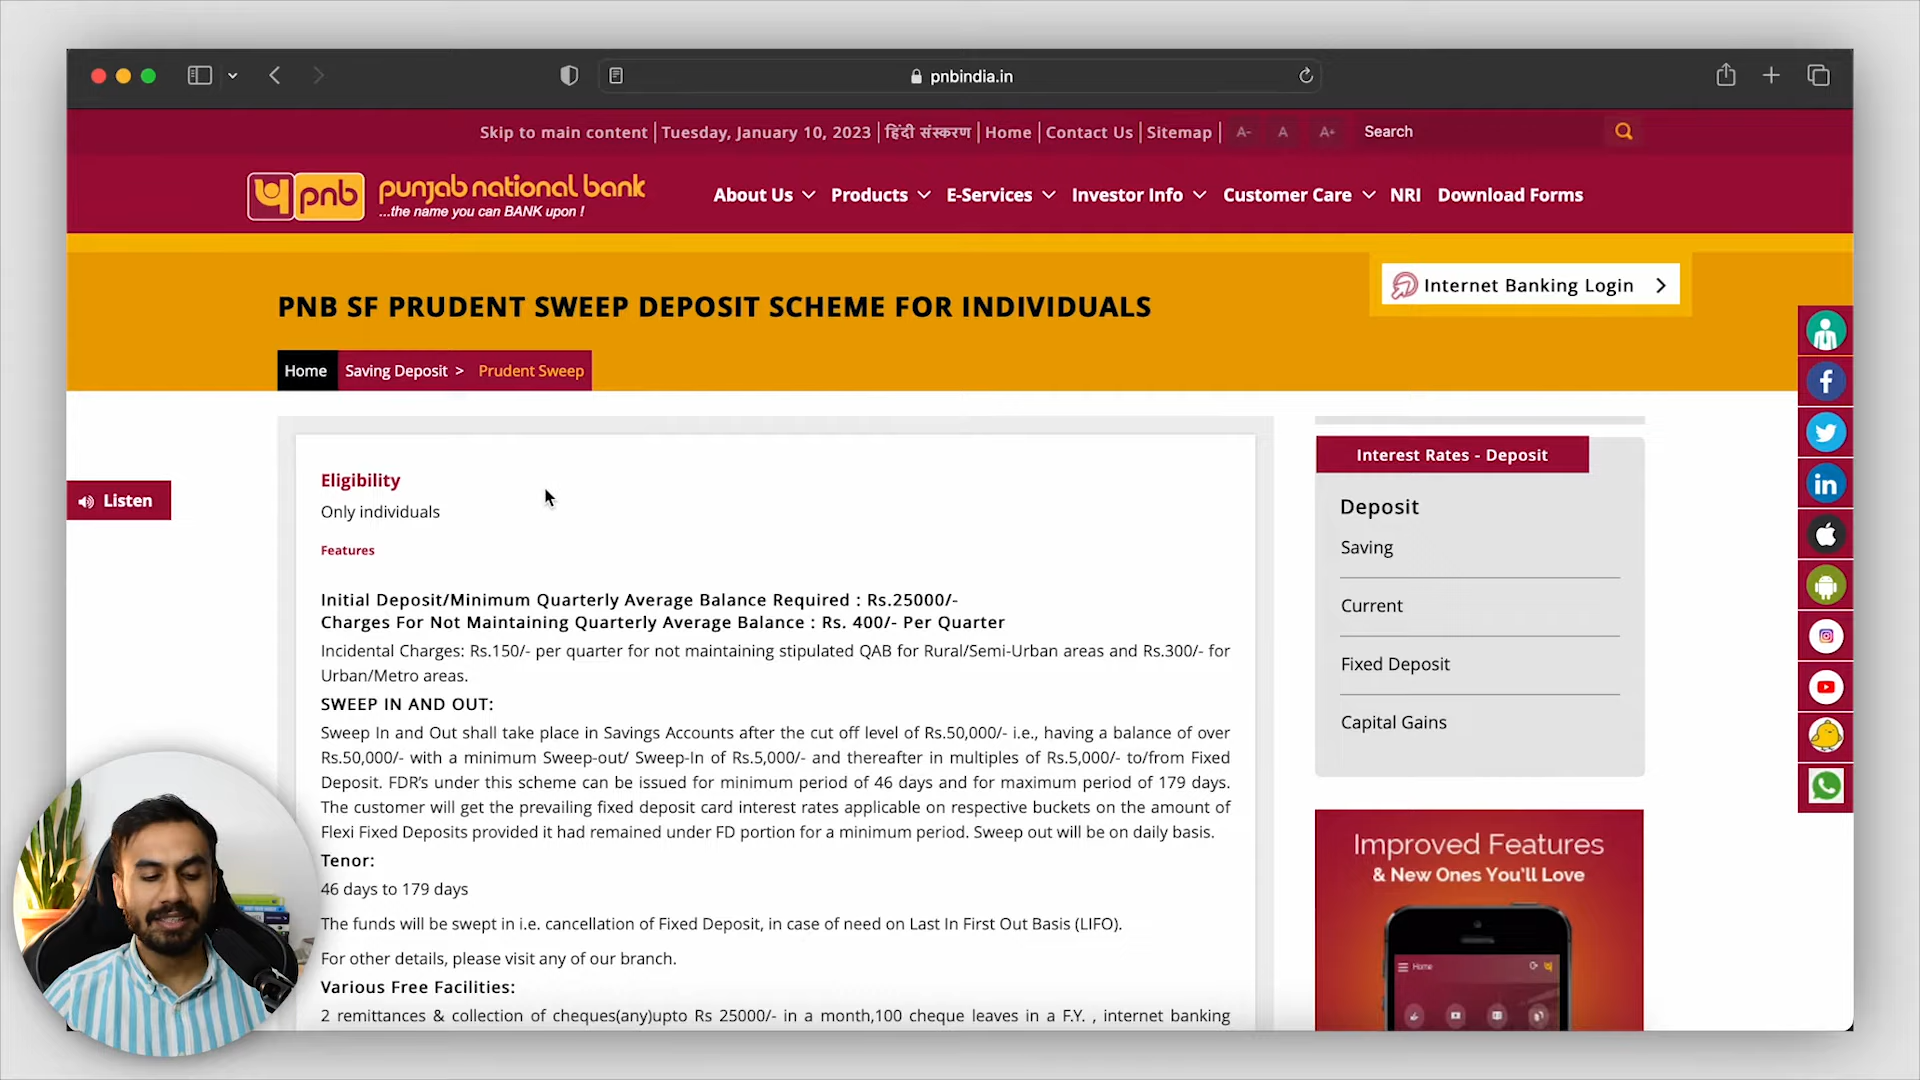 pnbindia.in
Skip to main content | Tuesday, January 10, 2023 | हिंदी संस्करण | Home | Contact Us | Sitemap | A- A A+ Search
pnb punjab national bank
...the name you can BANK upon !
About Us Products E-Services Investor Info Customer Care NRI Download Forms
Internet Banking Login
PNB SF PRUDENT SWEEP DEPOSIT SCHEME FOR INDIVIDUALS
Home Saving Deposit > Prudent Sweep
Listen
Eligibility
Only individuals
Features
Initial Deposit/Minimum Quarterly Average Balance Required : Rs.25000/-
Charges For Not Maintaining Quarterly Average Balance : Rs. 400/- Per Quarter
Incidental Charges: Rs.150/- per quarter for not maintaining stipulated QAB for Rural/Semi-Urban areas and Rs.300/- for
Urban/Metro areas.
SWEEP IN AND OUT:
Sweep In and Out shall take place in Savings Accounts after the cut off level of Rs.50,000/- i.e., having a balance of over
Rs.50,000/- with a minimum Sweep-out/ Sweep-In of Rs.5,000/- and thereafter in multiples of Rs.5,000/- to/from Fixed
Deposit. FDR's under this scheme can be issued for minimum period of 46 days and for maximum period of 179 days.
The customer will get the prevailing fixed deposit card interest rates applicable on respective buckets on the amount of
Flexi Fixed Deposits provided it had remained under FD portion for a minimum period. Sweep out will be on daily basis.
Tenor:
46 days to 179 days
The funds will be swept in i.e. cancellation of Fixed Deposit, in case of need on Last In First Out Basis (LIFO).
For other details, please visit any of our branch.
Various Free Facilities:
2 remittances & collection of cheques(any)upto Rs 25000/- in a month,100 cheque leaves in a F.Y. , internet banking
Interest Rates - Deposit
Deposit
Saving
Current
Fixed Deposit
Capital Gains
Improved Features
& New Ones You'll Love
Home